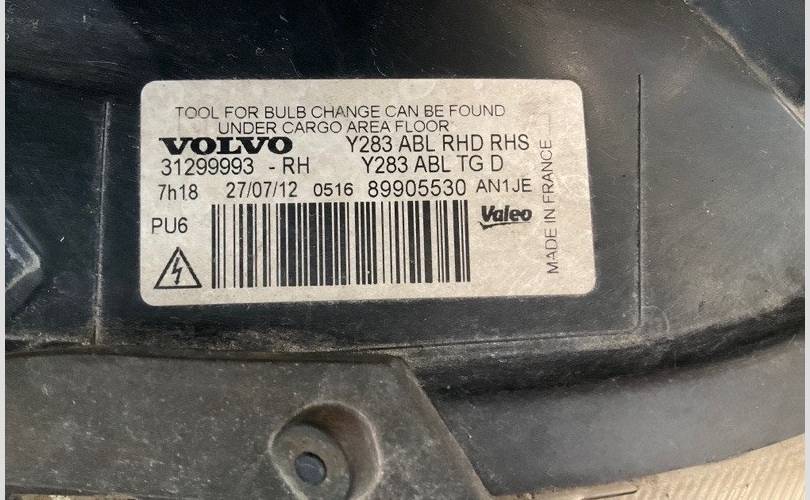 TOOL FOR BULB CHANGE CAN BE FOUND
UNDER CARGO AREA FLOOR
VOLVO Y283 ABL RHD RHS
31299993 - RH Y283 ABL TG D
7h18 27/07/12 0516 89905530 AN1JE
PU6
Valeo
MADE IN FRANCE